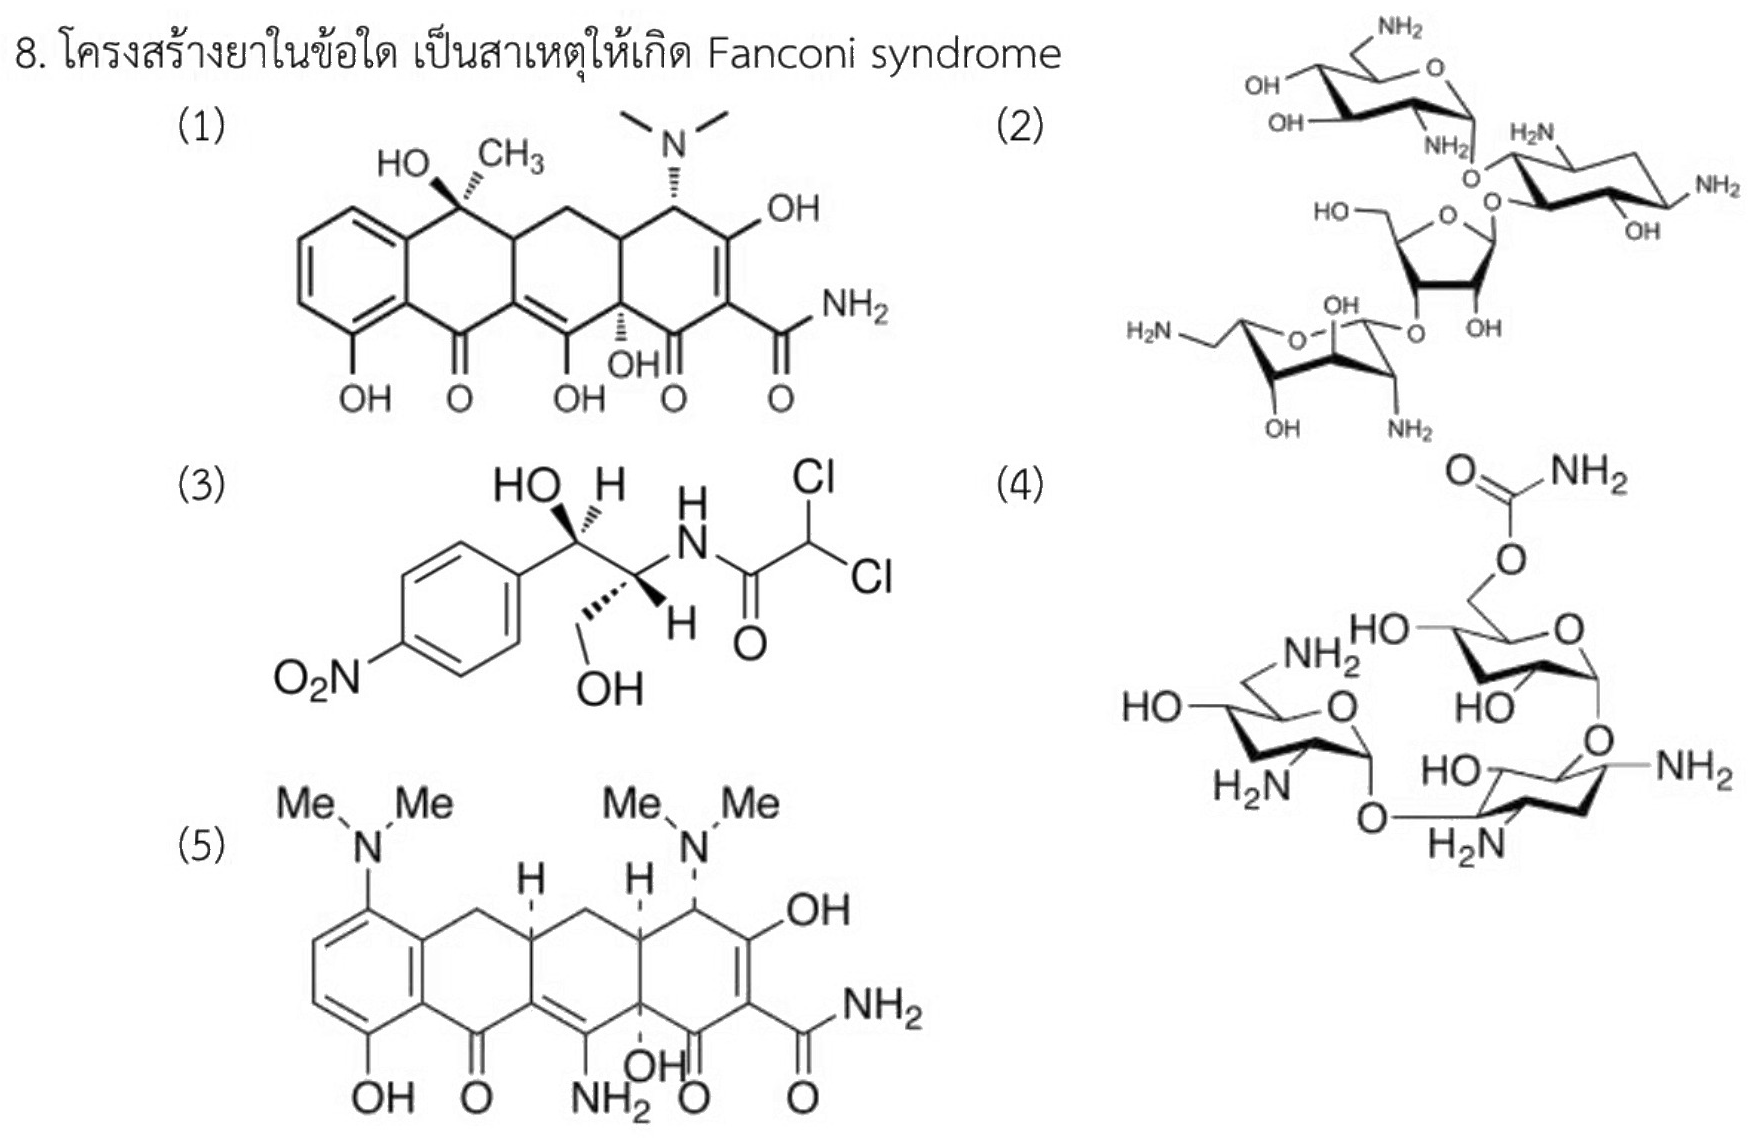 8. โครงสร้างยาในข้อใด เป็นสาเหตุให้เกิด Fanconi syndrome
(1)
HO CH3 N OH
NH2
OH O OH OH O O
(2)
NH2
OH O
OH NH2 H2N
O NH2
HO O O OH
OH
H2N O O OH
OH NH2
(3)
HO H H Cl
N Cl
H O
O2N OH
(4)
O NH2
O
HO O
NH2
HO O HO
H2N O
HO NH2
O H2N
(5)
Me Me Me Me
N N
H H OH
NH2
OH O NH2 OH O O